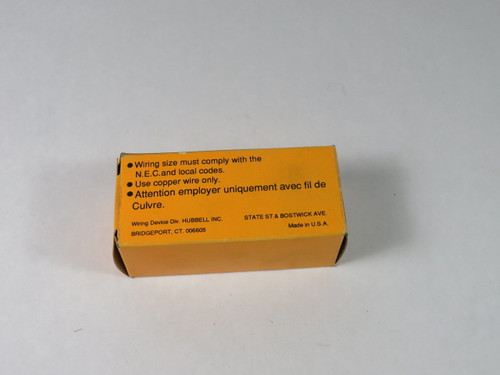 ● Wiring size must comply with the
N.E.C.and local codes.
● Use copper wire only.
● Attention employer uniquement avec fil de
Cuivre.
Wiring Device Div. HUBBELL INC. STATE ST & BOSTWICK AVE.
BRIDGEPORT, CT. 006605 Made in U.S.A.